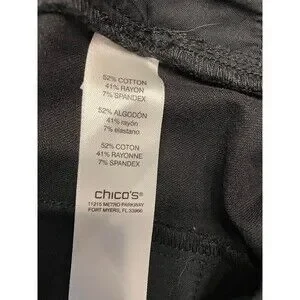 52% COTTON
41% RAYON
7% SPANDEX
52% ALGODÓN
41% rayón
7% elastano
52% COTON
41% RAYONNE
7% SPANDEX
chico's®
11215 METRO PARKWAY
FORT MYERS, FL 33966